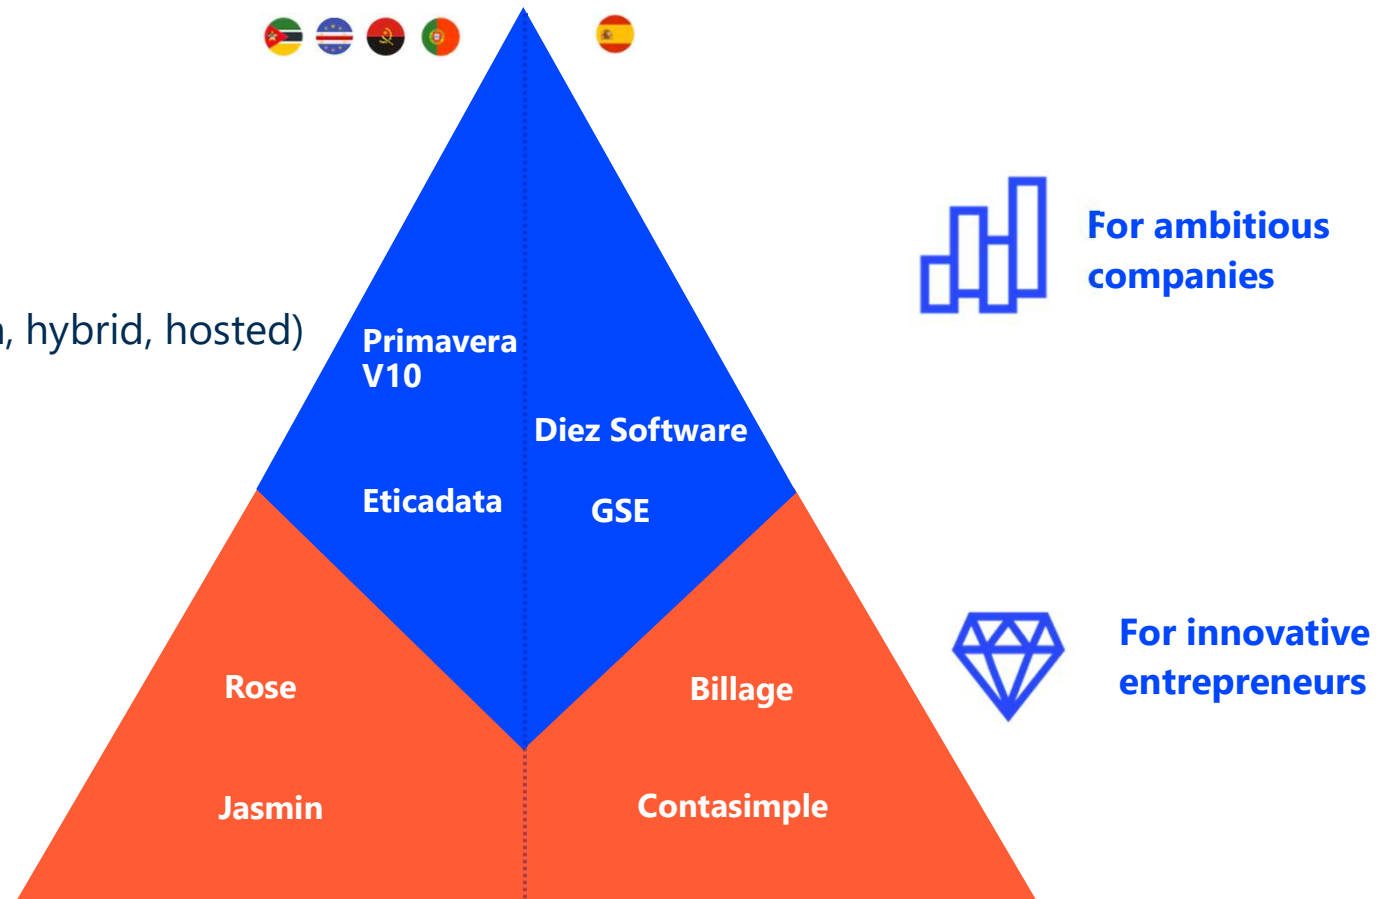 For ambitious
companies
, hybrid, hosted)
Primavera
V10
Diez Software
Eticadata
GSE
For innovative
entrepreneurs
Rose
Billage
Jasmin
Contasimple